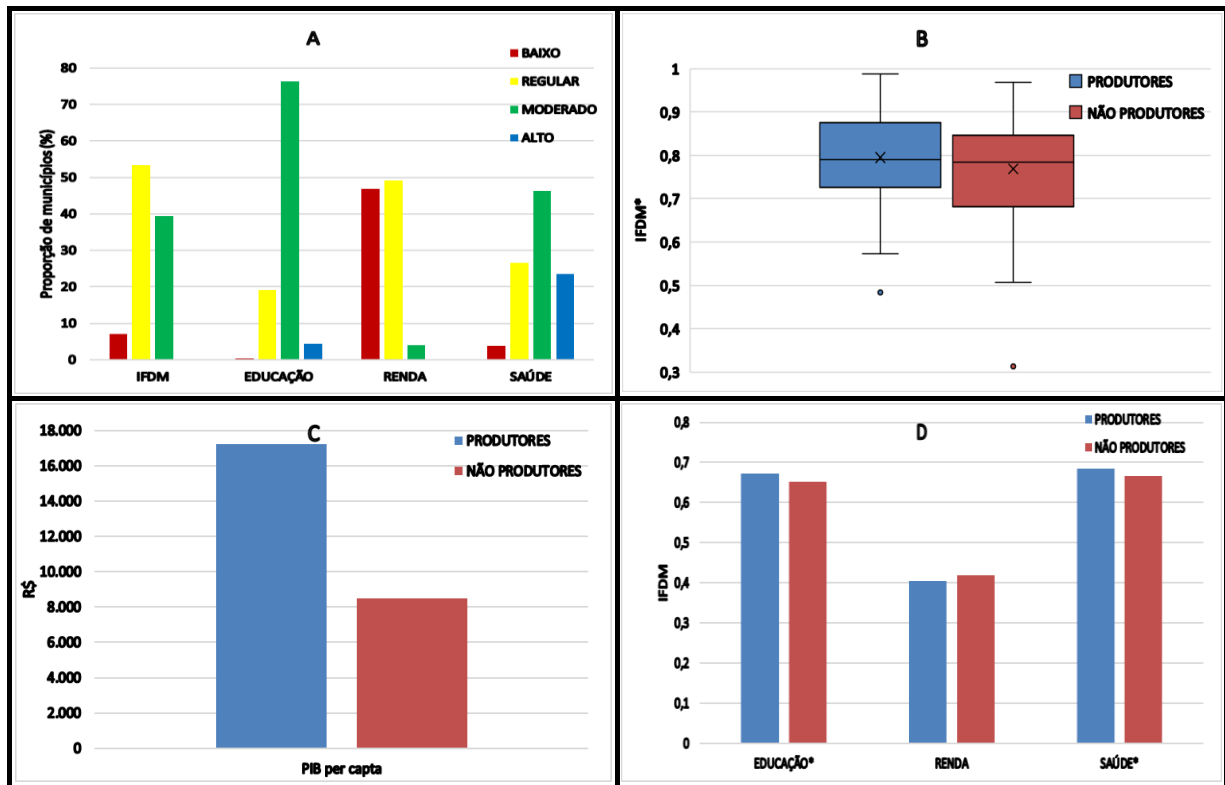 A
BAIXO
REGULAR
MODERADO
ALTO
Proporção de municípios (%)
80
70
60
50
40
30
20
10
0
IFDM
EDUCAÇÃO
RENDA
SAÚDE
B
PRODUTORES
NÃO PRODUTORES
IFDM*
1
0,9
0,8
0,7
0,6
0,5
0,4
0,3
C
PRODUTORES
NÃO PRODUTORES
R$
18.000
16.000
14.000
12.000
10.000
8.000
6.000
4.000
2.000
0
PIB per capta
D
PRODUTORES
NÃO PRODUTORES
IFDM
0,8
0,7
0,6
0,5
0,4
0,3
0,2
0,1
0
EDUCAÇÃO*
RENDA
SAÚDE*